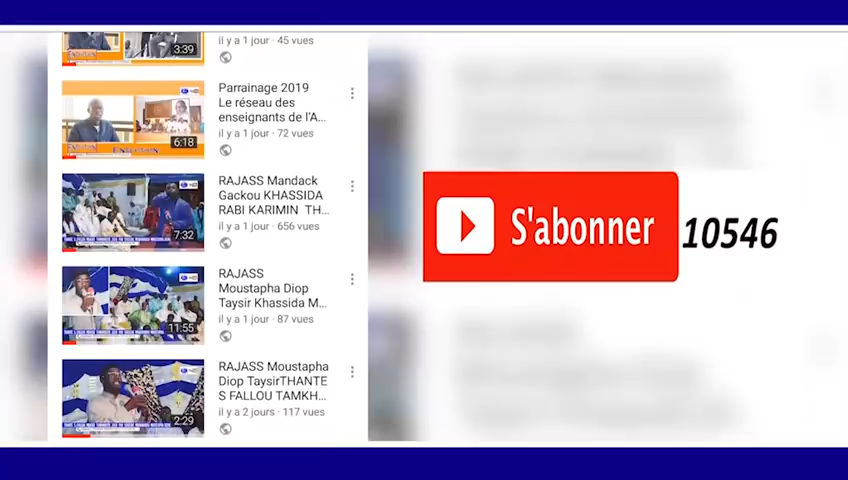 3:39
il y a 1 jour · 45 vues
6:18
Parrainage 2019
Le réseau des
enseignants de l'A...
il y a 1 jour · 72 vues
7:32
RAJASS Mandack
Gackou KHASSIDA
RABI KARIMIN TH...
il y a 1 jour · 656 vues
11:55
RAJASS
Moustapha Diop
Taysir Khassida M...
il y a 1 jour · 87 vues
2:29
RAJASS Moustapha
Diop TaysirTHANTE
S FALLOU TAMKH...
il y a 2 jours · 117 vues
S'abonner
10546